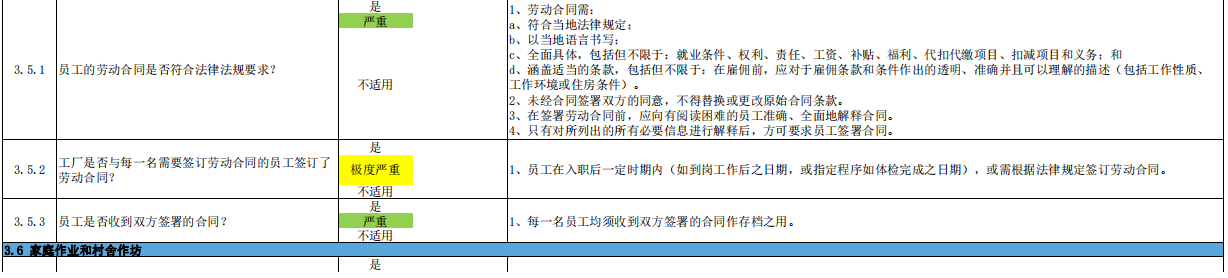 是
严重
不适用
3.5.1 员工的劳动合同是否符合法律法规要求?
1、劳动合同需:
a、符合当地法律规定;
b、以当地语言书写;
c、全面具体，包括但不限于: 就业条件、权利、责任、工资、补贴、福利、代扣代缴项目、扣减项目和义务; 和
d、涵盖适当的条款，包括但不限于: 在雇佣前，应对于雇佣条款和条件作出的透明、准确并且可以理解的描述（包括工作性质、
工作环境或住房条件）。
2、未经合同签署双方的同意，不得替换或更改原始合同条款。
3、在签署劳动合同前，应向有阅读困难的员工准确、全面地解释合同。
4、只有对所列出的所有必要信息进行解释后，方可要求员工签署合同。
3.5.2 工厂是否与每一名需要签订劳动合同的员工签订了
劳动合同?
是
极度严重
不适用
1、员工在入职后一定时期内（如到岗工作后之日期，或指定程序如体检完成之日期），或需根据法律规定签订劳动合同。
3.5.3 员工是否收到双方签署的合同?
是
严重
不适用
1、每一名员工均须收到双方签署的合同作存档之用。
3.6 家庭作业和村舍作坊
是